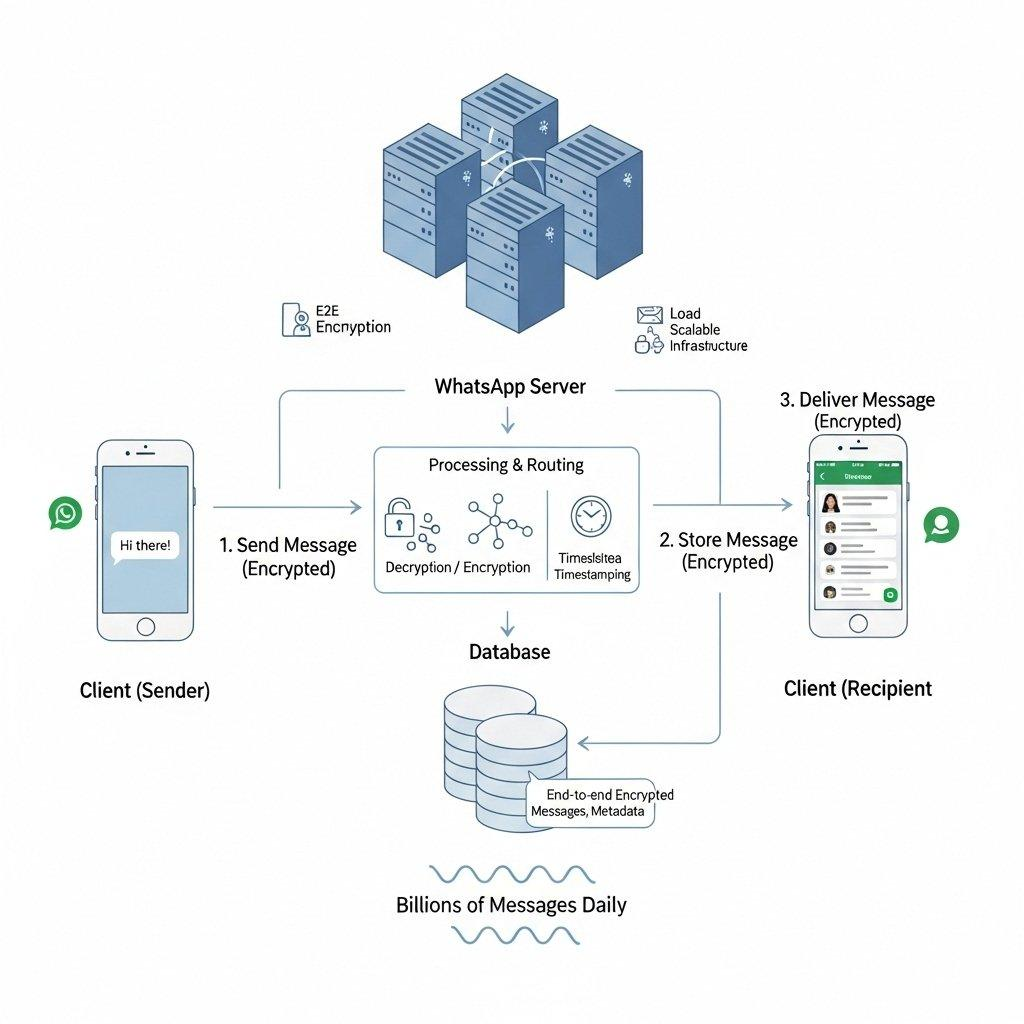 E2E
Encryption
Load
Scalable
Infrastructure
WhatsApp Server
3. Deliver Message
(Encrypted)
Processing & Routing
Hi there!
1. Send Message
(Encrypted)
Decryption / Encryption
Timestamping
2. Store Message
(Encrypted)
Database
Client (Sender)
Client (Recipient
End-to-end Encrypted
Messages, Metadata
Billions of Messages Daily